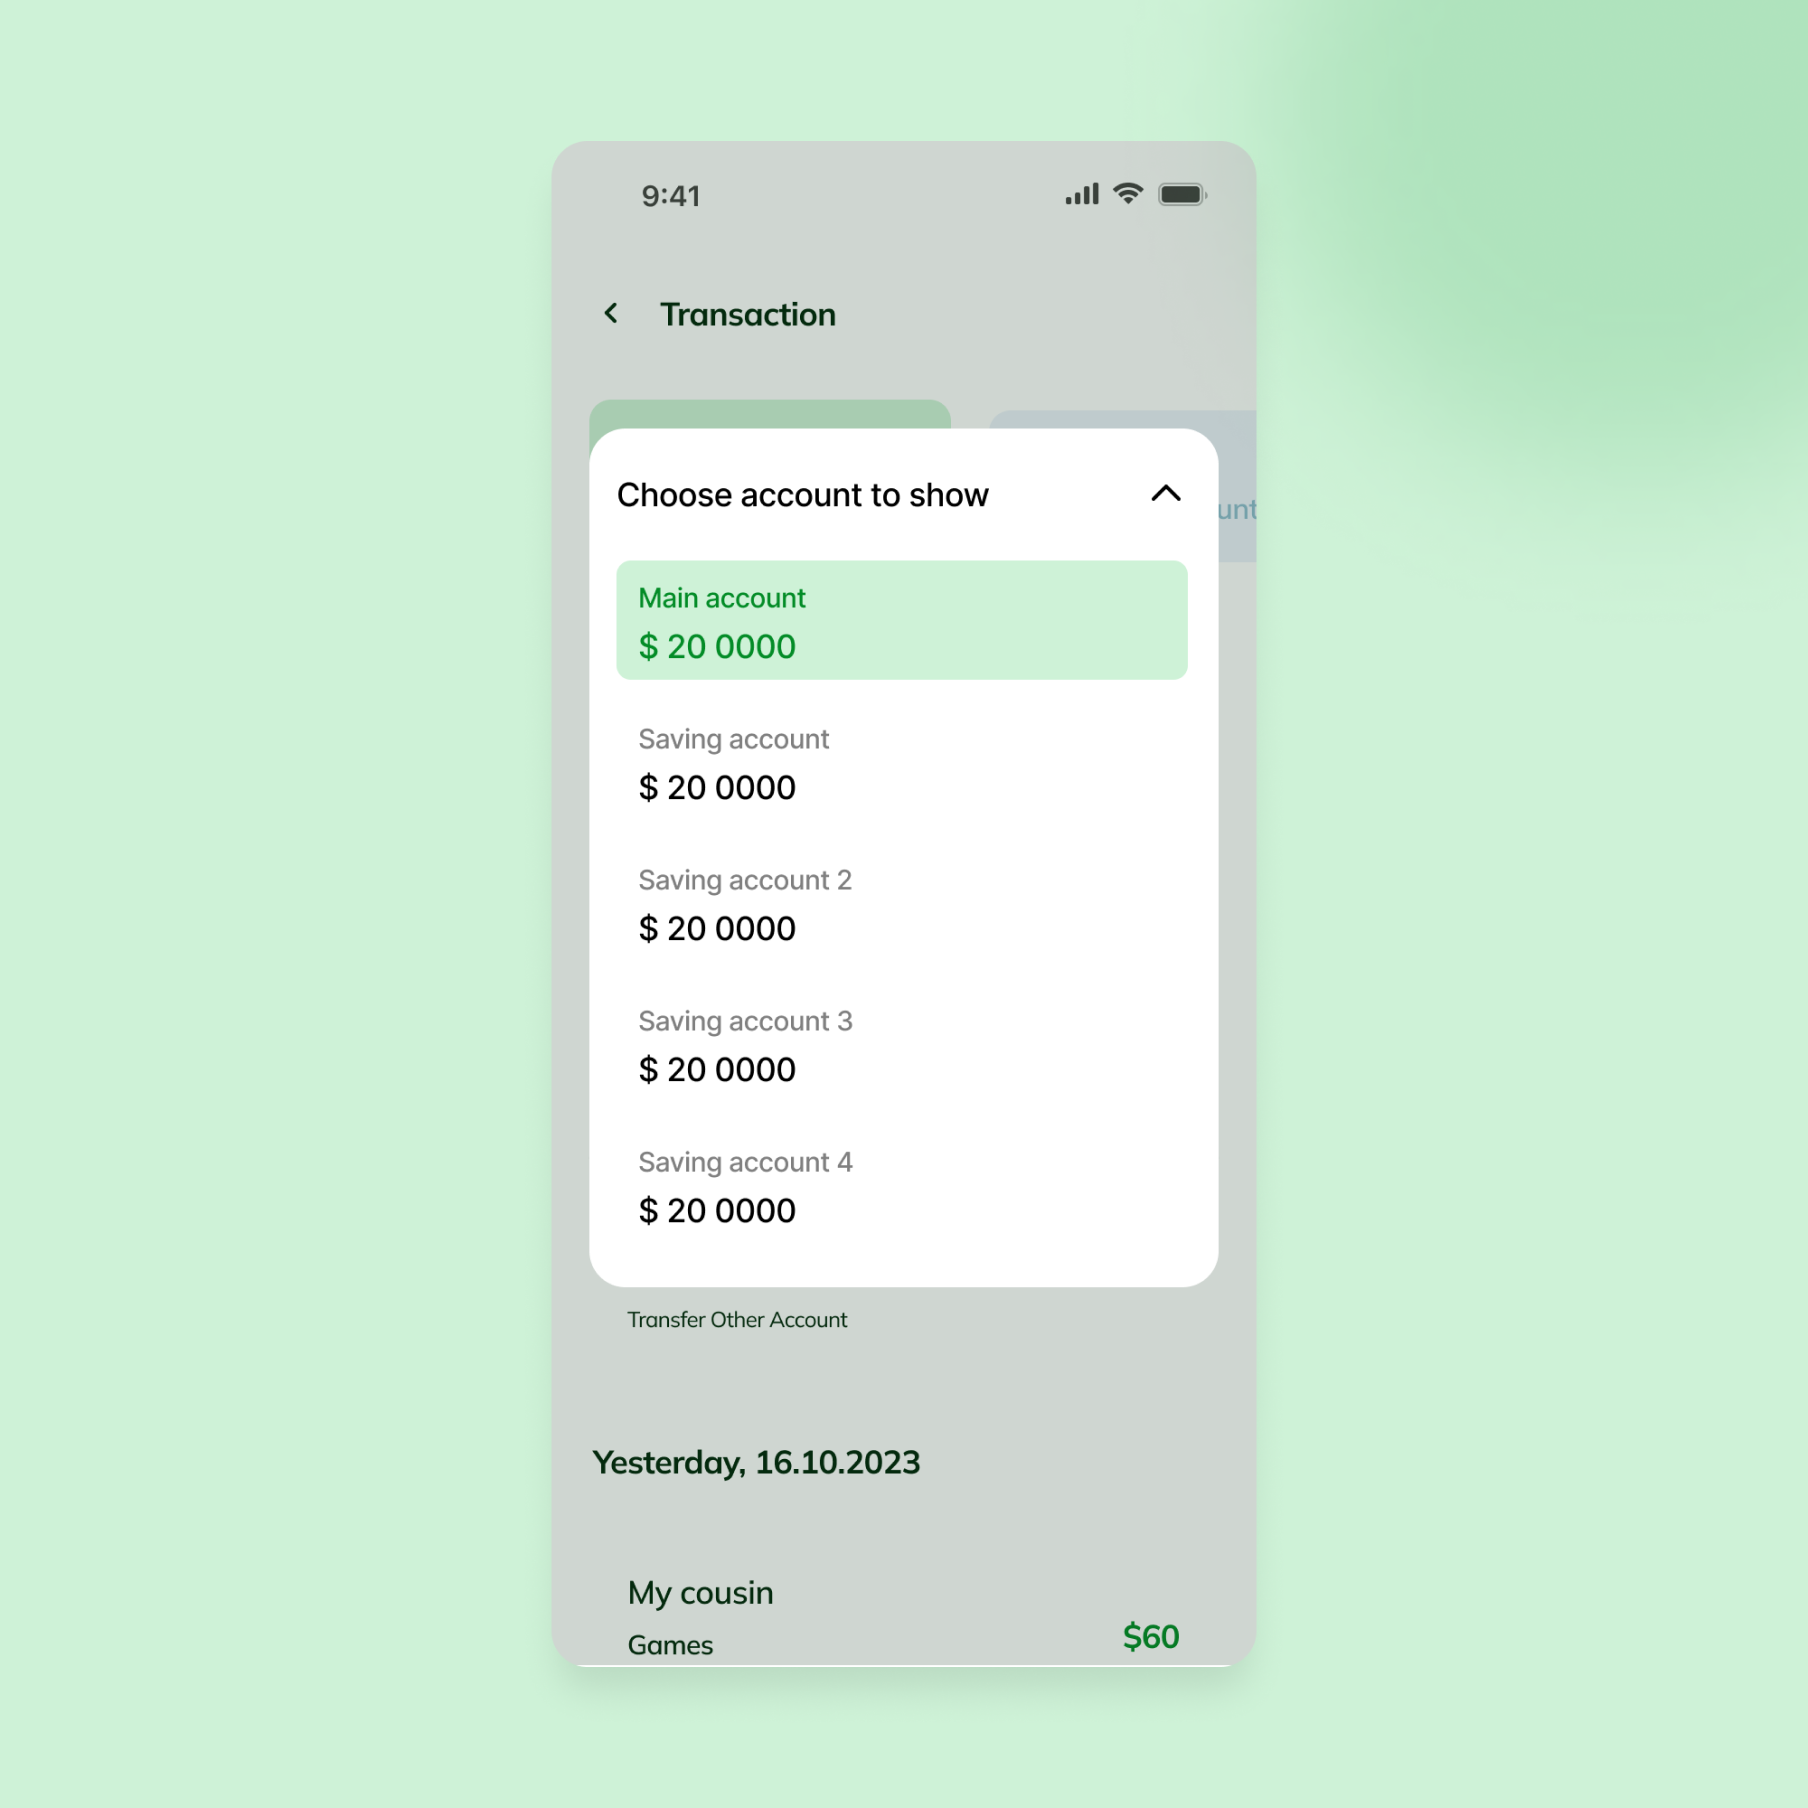 9:41
Transaction
Choose account to show
unt
Main account
$ 20 0000
Saving account
$ 20 0000
Saving account 2
$ 20 0000
Saving account 3
$ 20 0000
Saving account 4
$ 20 0000
Transfer Other Account
Yesterday, 16.10.2023
My cousin
Games
$60